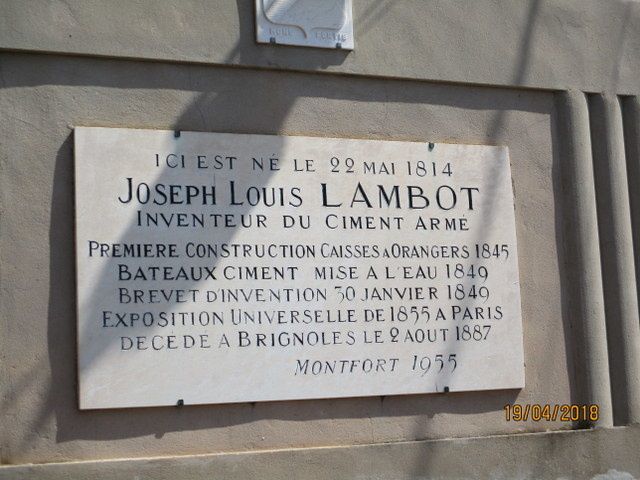 ICI EST NÉ LE 22 MAI 1814
JOSEPH LOUIS LAMBOT
INVENTEUR DU CIMENT ARMÉ
PREMIERE CONSTRUCTION CAISSES A ORANGERS 1845
BATEAUX CIMENT MISE A L'EAU 1849
BREVET D'INVENTION 30 JANVIER 1849
EXPOSITION UNIVERSELLE DE 1855 A PARIS
DECEDE A BRIGNOLES LE 2 AOUT 1887
MONTFORT 1955
19/04/2018